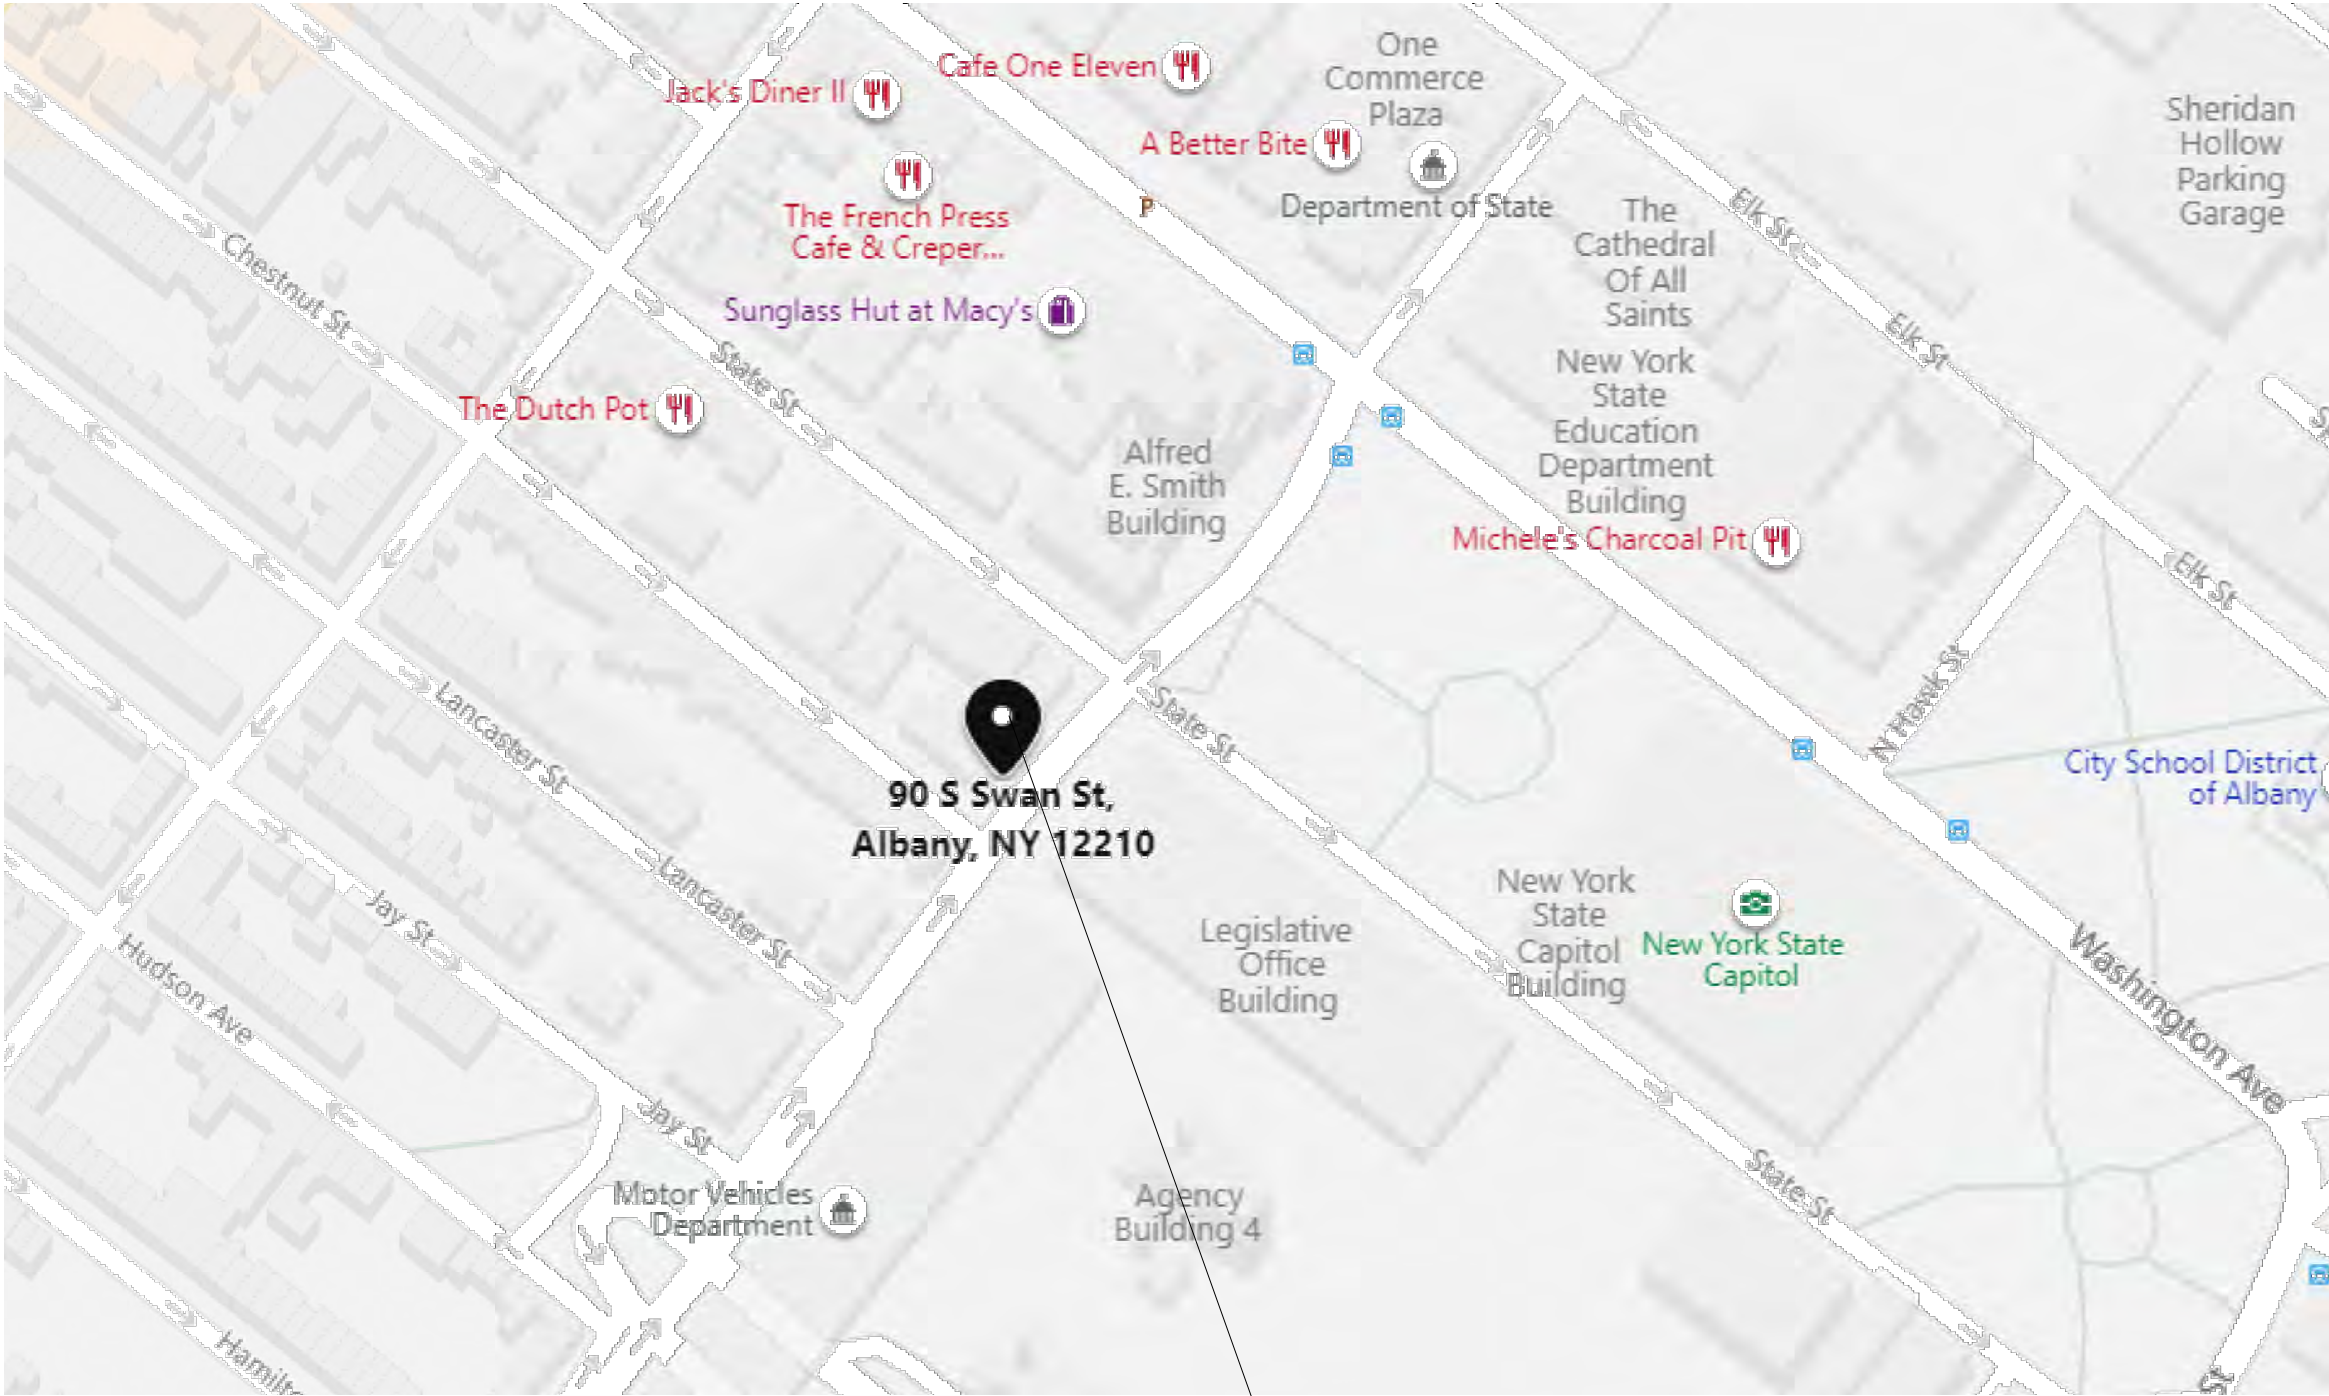 One
Commerce
Plaza
Cafe One Eleven
Jack's Diner II
A Better Bite
Department of State
Sheridan
Hollow
Parking
Garage
The French Press
Cafe & Creper...
The
Cathedral
Of All
Saints
Elk St
Elk St
Elk St
Chestnut St
Sunglass Hut at Macy's
State St
The Dutch Pot
P
New York
State
Education
Department
Building
Alfred
E. Smith
Building
Michele's Charcoal Pit
N Hawk St
State St
Lancaster St
Lancaster St
90 S Swan St,
Albany, NY 12210
City School District
of Albany
New York
State
Capitol
Building
New York State
Capitol
Legislative
Office
Building
Washington Ave
Jay St
Jay St
Hudson Ave
Motor Vehicles
Department
Agency
Building 4
State St
Hamilto
St